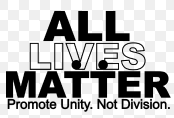 ALL
LIVES
MATTER
Promote Unity. Not Division.